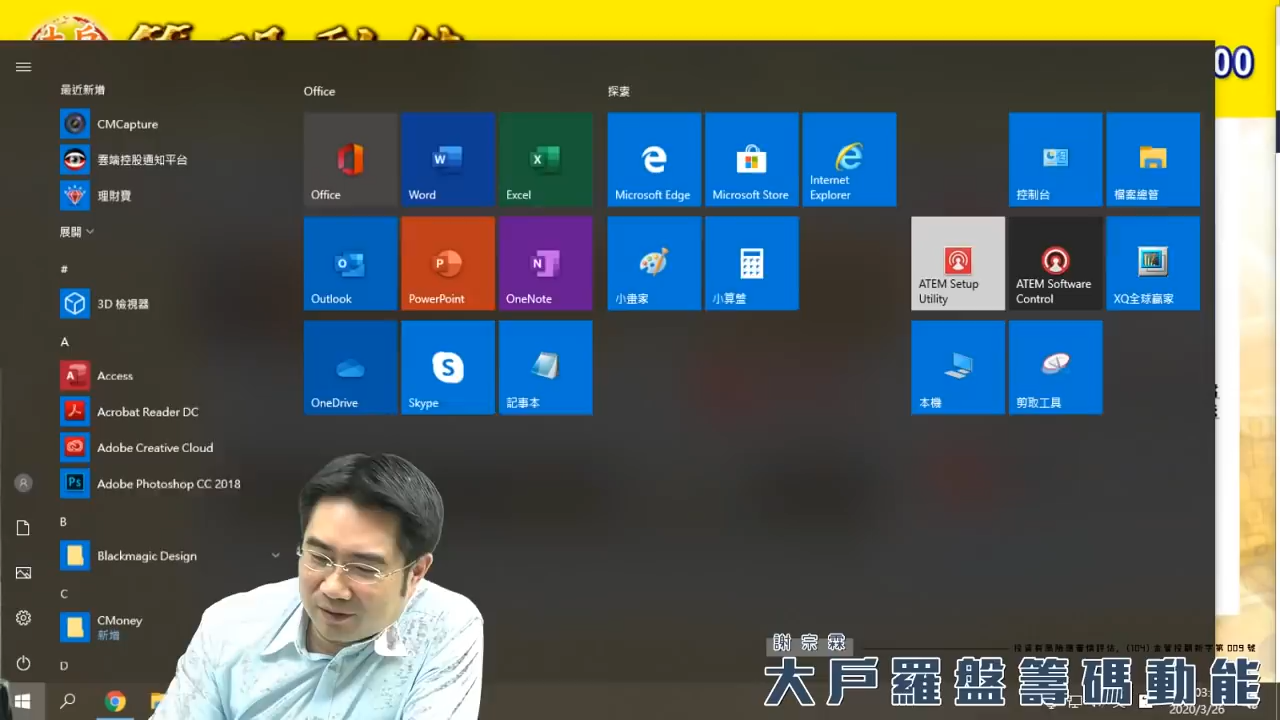 00
最近新增
CMCapture
雲端控股通知平台
理財寶
展開
#
3D 檢視器
A
Access
Acrobat Reader DC
Adobe Creative Cloud
Adobe Photoshop CC 2018
B
Blackmagic Design
C
CMoney
新增
D
Office
Office
Word
Excel
Outlook
PowerPoint
OneNote
OneDrive
Skype
記事本
探索
Microsoft Edge
Microsoft Store
Internet
Explorer
小畫家
小算盤
控制台
檔案總管
ATEM Setup
Utility
ATEM Software
Control
XQ全球贏家
本機
剪取工具
謝宗霖
大戶羅盤籌碼動能
2020/3/26